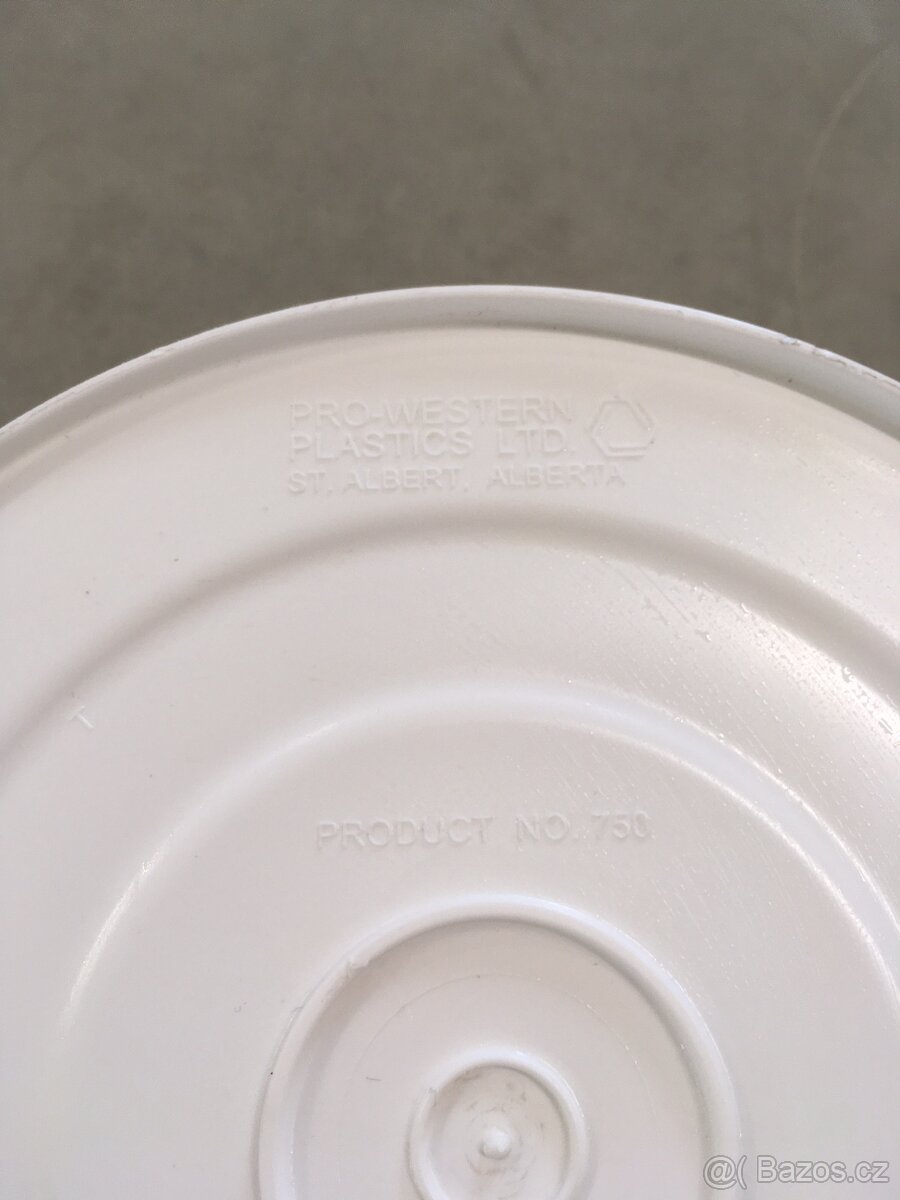 PRO-WESTERN
PLASTICS LTD.
ST. ALBERT, ALBERTA
PRODUCT NO. 750
@( Bazos.cz